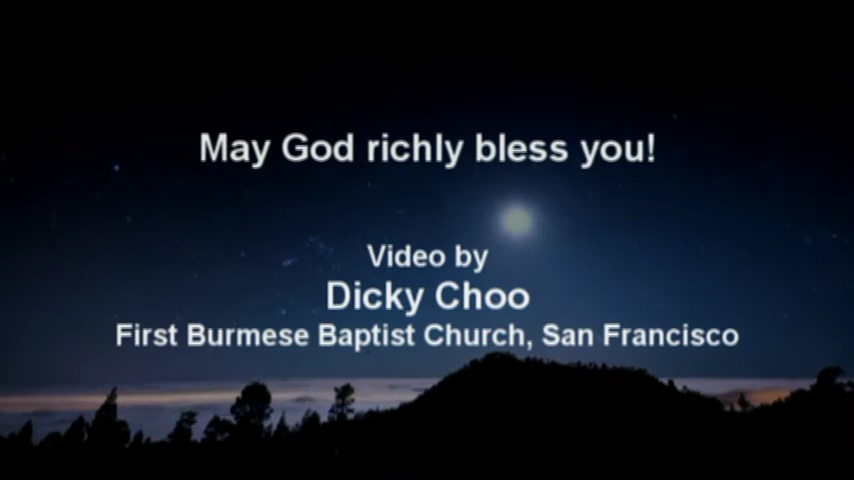 May God richly bless you!
Video by
Dicky Choo
First Burmese Baptist Church, San Francisco